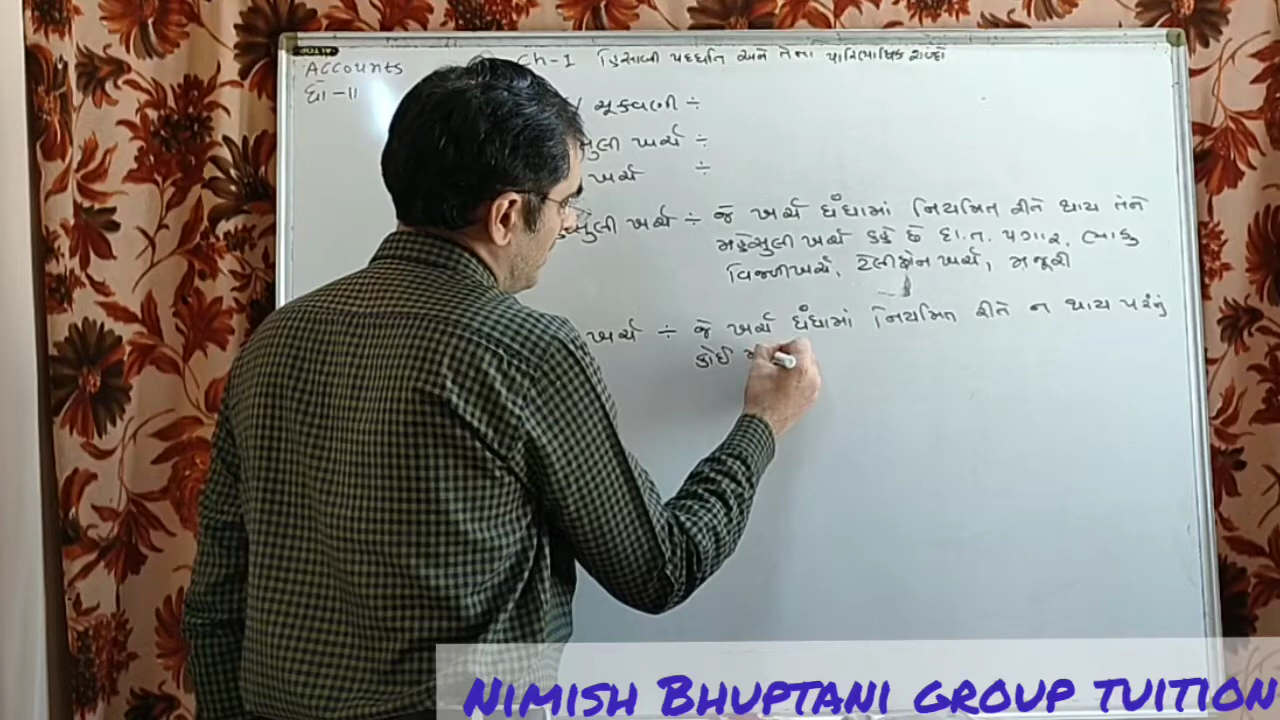 Accounts
ધો-11
Ch-1 હિસાબી પદ્ધતિ અને તેના પારિભાષિક શબ્દો
/ ચૂકવણી ÷
સુલી ખર્ચ ÷
ખર્ચ ÷
સુલી ખર્ચ ÷ જે ખર્ચ ધંધામાં નિયમિત રીતે થાય તેને
મહેસુલી ખર્ચ કહે છે દા.ત. પગાર, ભાડુ
વિજળીખર્ચ, ટેલીફોન ખર્ચ, મજૂરી
ખર્ચ ÷ જે ખર્ચ ધંધામાં નિયમિત રીતે ન થાય પરંતુ
કોઈ
NIMISH BHUPTANI GROUP TUITION